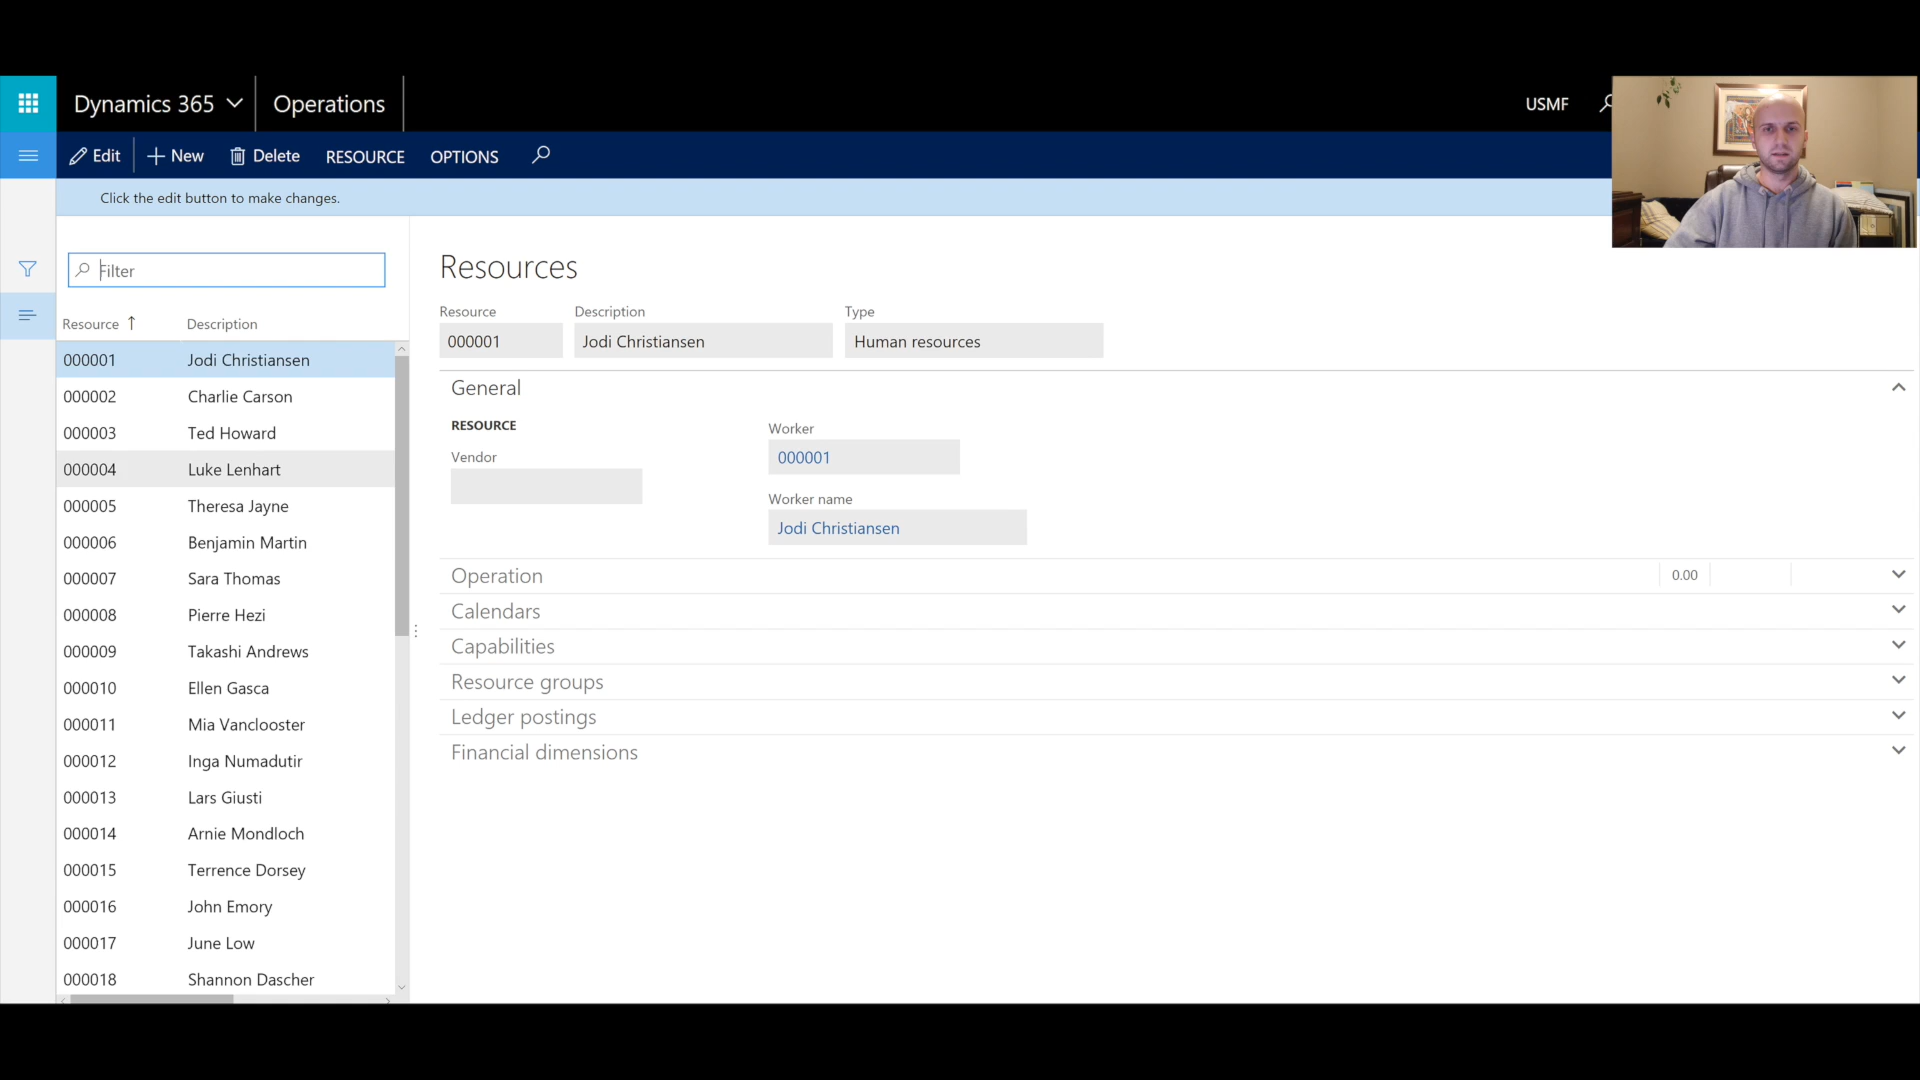 Dynamics 365
Operations
USMF
Edit
New
Delete
RESOURCE
OPTIONS
Click the edit button to make changes.
Filter
Resource
Description
000001 Jodi Christiansen
000002 Charlie Carson
000003 Ted Howard
000004 Luke Lenhart
000005 Theresa Jayne
000006 Benjamin Martin
000007 Sara Thomas
000008 Pierre Hezi
000009 Takashi Andrews
000010 Ellen Gasca
000011 Mia Vanclooster
000012 Inga Numadutir
000013 Lars Giusti
000014 Arnie Mondloch
000015 Terrence Dorsey
000016 John Emory
000017 June Low
000018 Shannon Dascher
Resources
Resource Description Type
000001 Jodi Christiansen Human resources
General
RESOURCE
Vendor
Worker
000001
Worker name
Jodi Christiansen
Operation 0.00
Calendars
Capabilities
Resource groups
Ledger postings
Financial dimensions